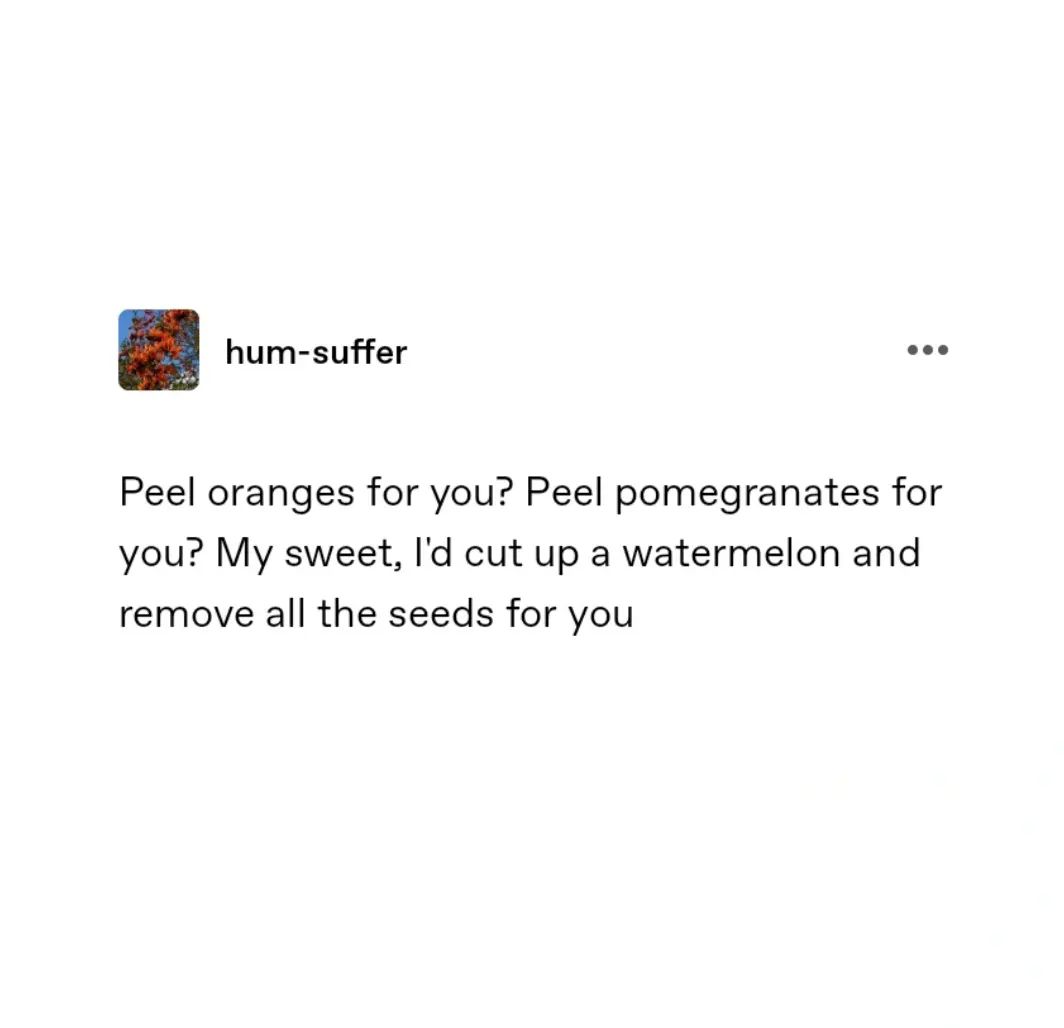 hum-suffer
Peel oranges for you? Peel pomegranates for
you? My sweet, I'd cut up a watermelon and
remove all the seeds for you